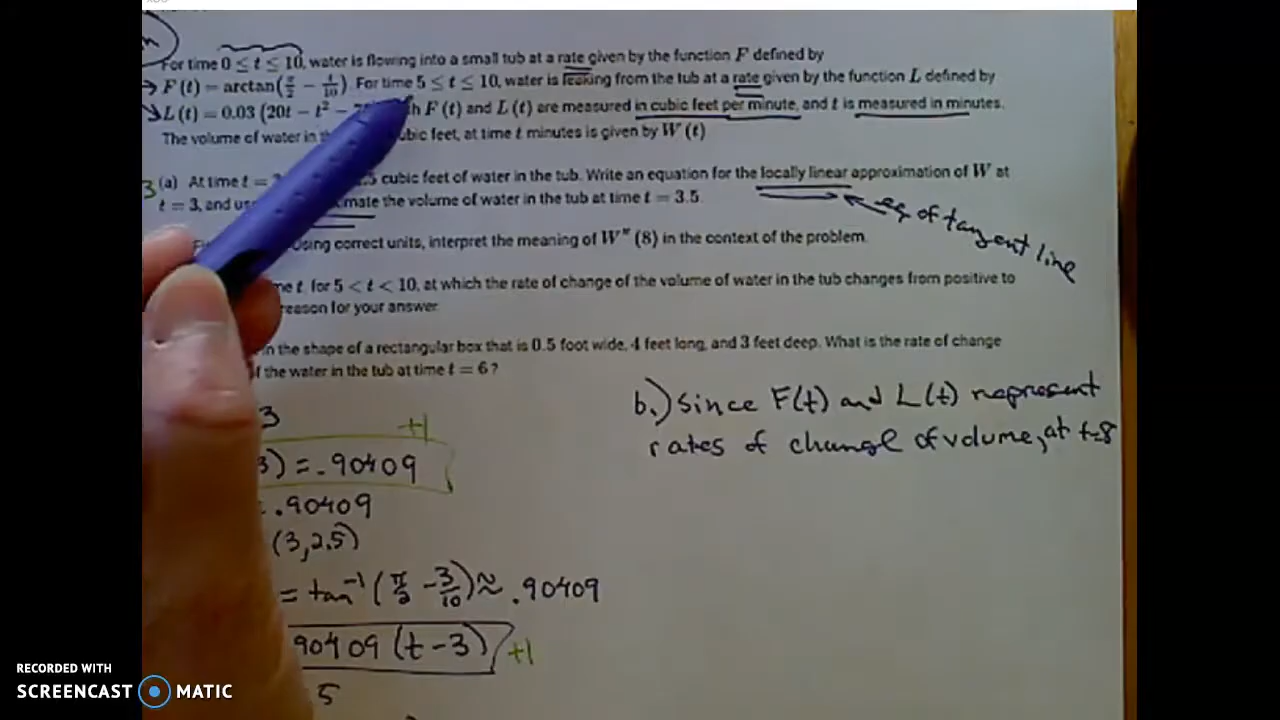 For time 0 ≤ t ≤ 10, water is flowing into a small tub at a rate given by the function F defined by
F(t) = arctan(π/2 − t/10). For time 5 ≤ t ≤ 10, water is leaking from the tub at a rate given by the function L defined by
L(t) = 0.03 (20t − t² − F(t) and L(t) are measured in cubic feet per minute, and t is measured in minutes.
The volume of water in cubic feet, at time t minutes is given by W(t)
3 (a) At time t = cubic feet of water in the tub. Write an equation for the locally linear approximation of W at
t = 3, and the volume of water in the tub at time t = 3.5.
eq of tangent line
Using correct units, interpret the meaning of W"(8) in the context of the problem.
t for 5 < t < 10, at which the rate of change of the volume of water in the tub changes from positive to
reason for your answer
in the shape of a rectangular box that is 0.5 foot wide, 4 feet long, and 3 feet deep. What is the rate of change
the water in the tub at time t = 6?
3
+1
3) = .90409
= .90409
(3,2.5)
= tan⁻¹(π/2 − 3/10) ≈ .90409
90409(t − 3) +1
5
b.) Since F(t) and L(t) represent
rates of change of volume, at t=8
RECORDED WITH
SCREENCAST MATIC